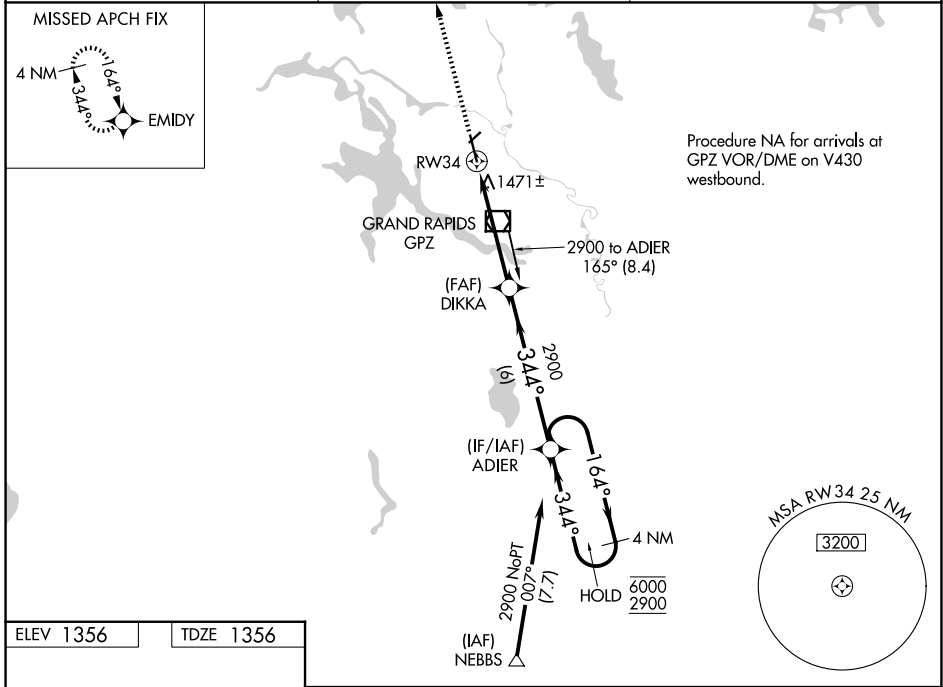 MISSED APCH FIX
4 NM
164°
344°
EMIDY
RW34
1471±
Procedure NA for arrivals at
GPZ VOR/DME on V430
westbound.
GRAND RAPIDS
GPZ
2900 to ADIER
165° (8.4)
(FAF)
DIKKA
2900
344°
(6)
(IF/IAF)
ADIER
164°
344°
4 NM
HOLD
6000
2900
2900 NoPT
007°
(7.7)
(IAF)
NEBBS
MSA RW34 25 NM
3200
ELEV 1356
TDZE 1356